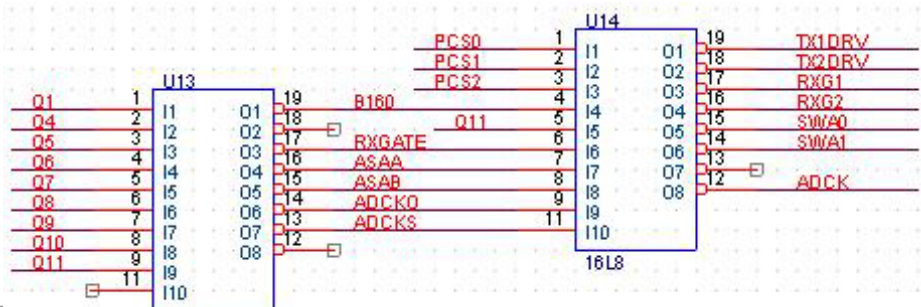 U14
PCS0 1 I1 O1 19 TX1DRV
PCS1 2 I2 O2 18 TX2DRV
PCS2 3 I3 O3 17 RXG1
4 I4 O4 16 RXG2
Q11 5 I5 O5 15 SWA0
6 I6 O6 14 SWA1
7 I7 O7 13
8 I8 O8 12 ADCK
9 I9
11 I10
16L8
U13
Q1 1 I1 O1 19 B160
Q4 2 I2 O2 18
Q5 3 I3 O3 17 RXGATE
Q6 4 I4 O4 16 ASAA
Q7 5 I5 O5 15 ASAB
Q8 6 I6 O6 14 ADCK0
Q9 7 I7 O7 13 ADCKS
Q10 8 I8 O8 12
Q11 9 I9
11 I10